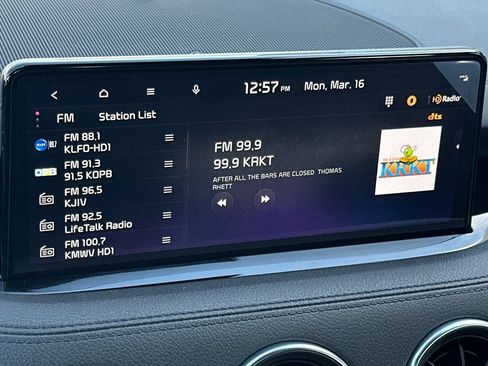 12:57 PM Mon, Mar. 16
FM Station List
HD Radio
dts
FM 88.1
KLFO-HD1
FM 91.3
91.5 KOPB
FM 96.5
KJIV
FM 92.5
LifeTalk Radio
FM 100.7
KMWV HD1
FM 99.9
99.9 KRKT
AFTER ALL THE BARS ARE CLOSED THOMAS
RHETT
KRKT